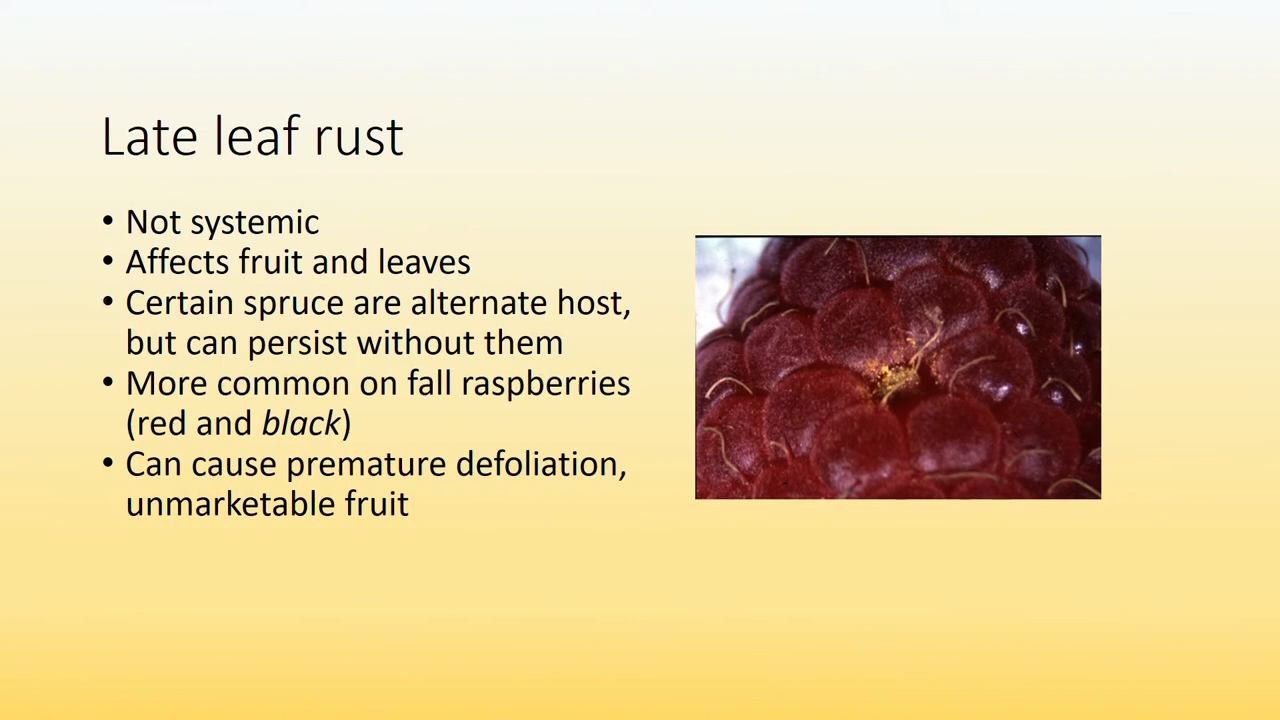 Late leaf rust
• Not systemic
• Affects fruit and leaves
• Certain spruce are alternate host,
but can persist without them
• More common on fall raspberries
(red and black)
• Can cause premature defoliation,
unmarketable fruit